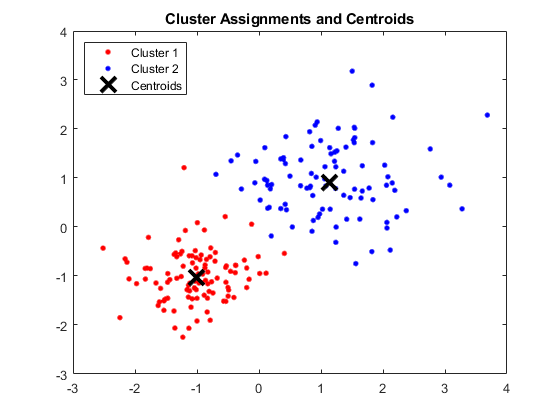 Cluster Assignments and Centroids
4
Cluster 1
Cluster 2
Centroids
3
2
1
0
-1
-2
-3
-3 -2 -1 0 1 2 3 4